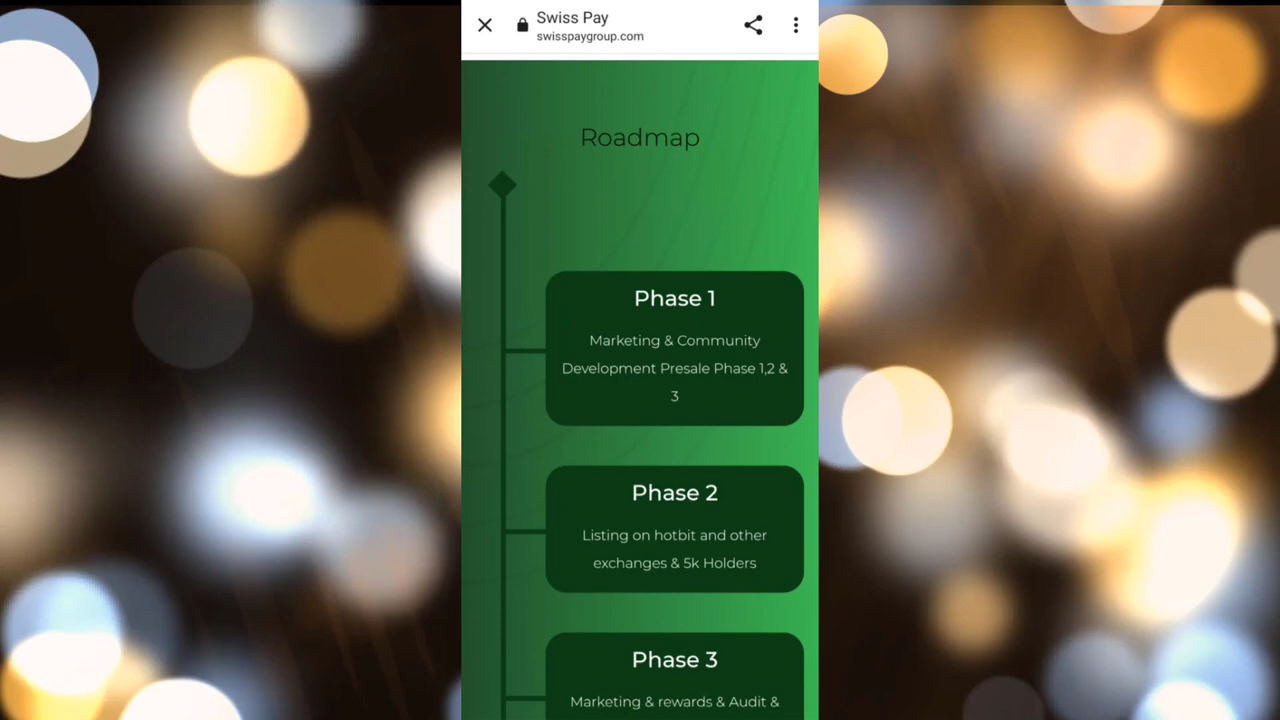 Swiss Pay
swisspaygroup.com
Roadmap
Phase 1
Marketing & Community
Development Presale Phase 1,2 &
3
Phase 2
Listing on hotbit and other
exchanges & 5k Holders
Phase 3
Marketing & rewards & Audit &